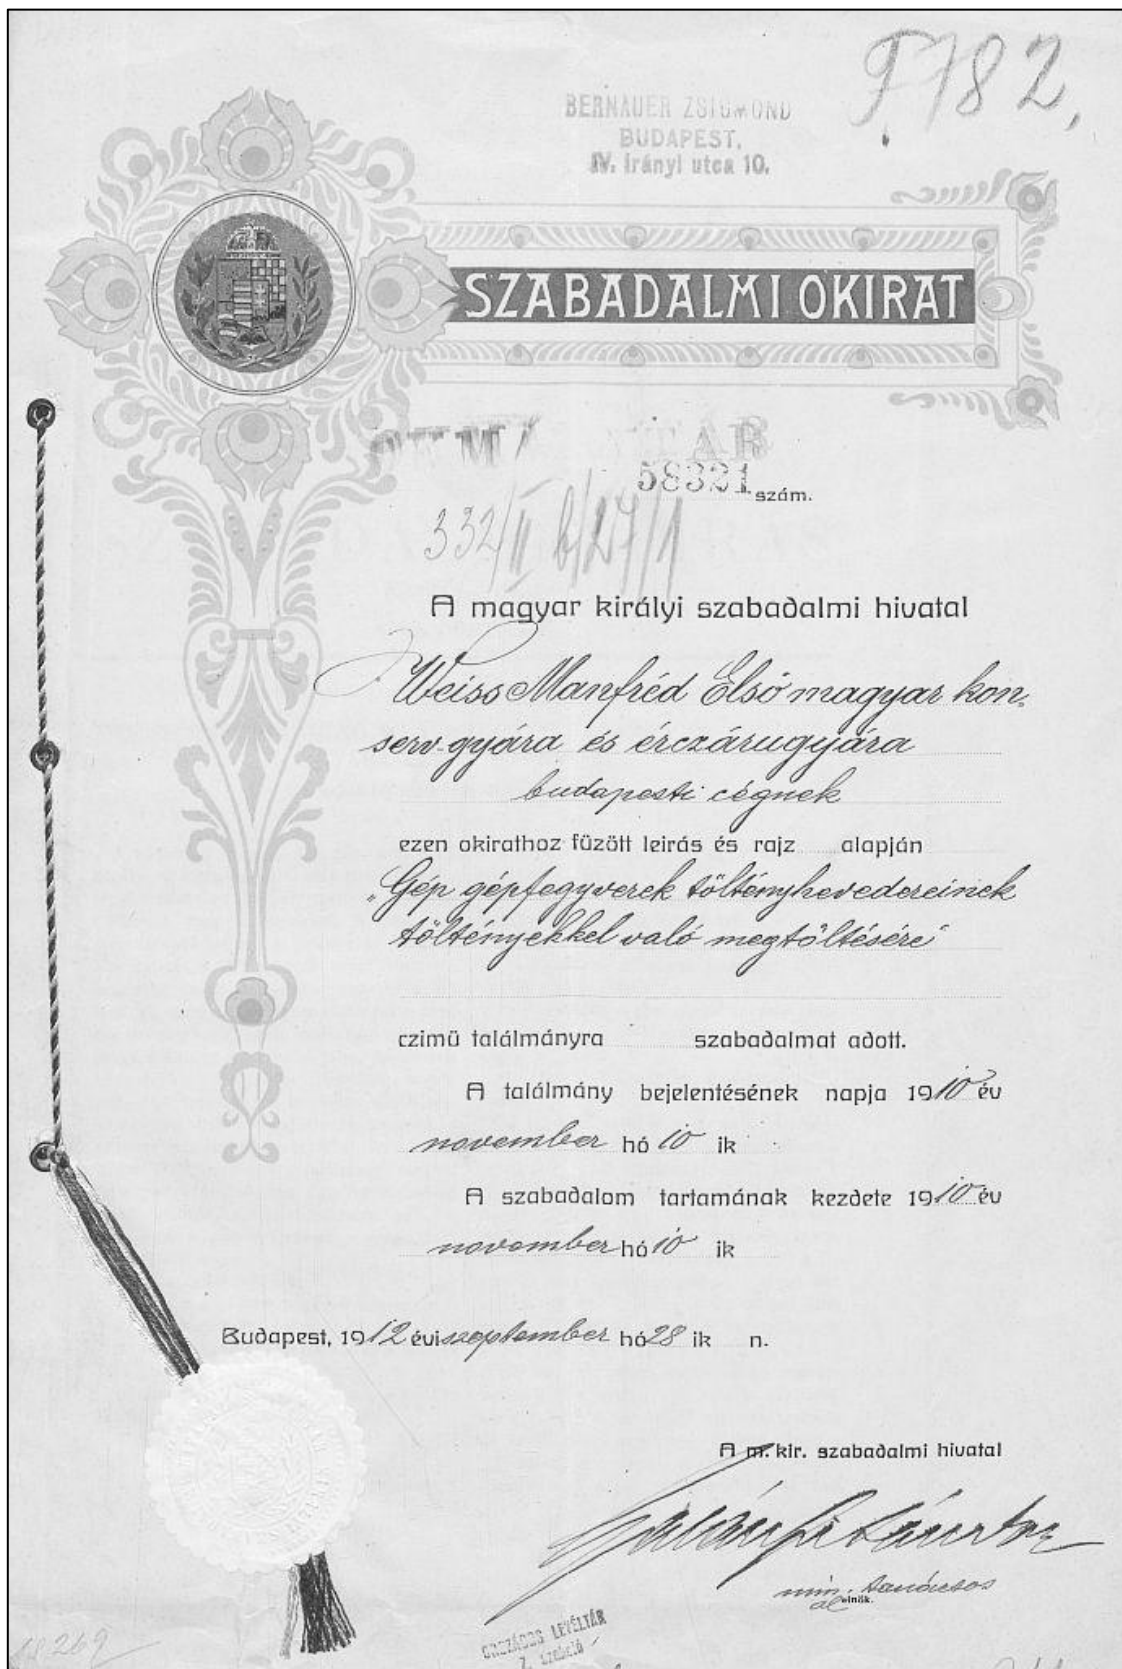 F782,
BERNAUER ZSIGMOND
BUDAPEST.
IV. Irányi utca 10.
SZABADALMI OKIRAT
58321 szám.
332/II b/27/1
A magyar királyi szabadalmi hivatal
Weiss Manfréd Első magyar kon-
serv-gyára és érczárugyára
budapesti cégnek
ezen okirathoz fűzött leirás és rajz alapján
„Gép gépfegyverek töltényhevedereinek
töltényekkel való megtöltésére"
czimü találmányra szabadalmat adott.
A találmány bejelentésének napja 1910 év
november hó 10 ik
A szabadalom tartamának kezdete 1910 év
november hó 10 ik
Budapest, 1912 évi szeptember hó 28 ik n.
A m. kir. szabadalmi hivatal
min. tanácsos
alelnök.
ORSZÁGOS LEVÉLTÁR
Z. szekció
18269